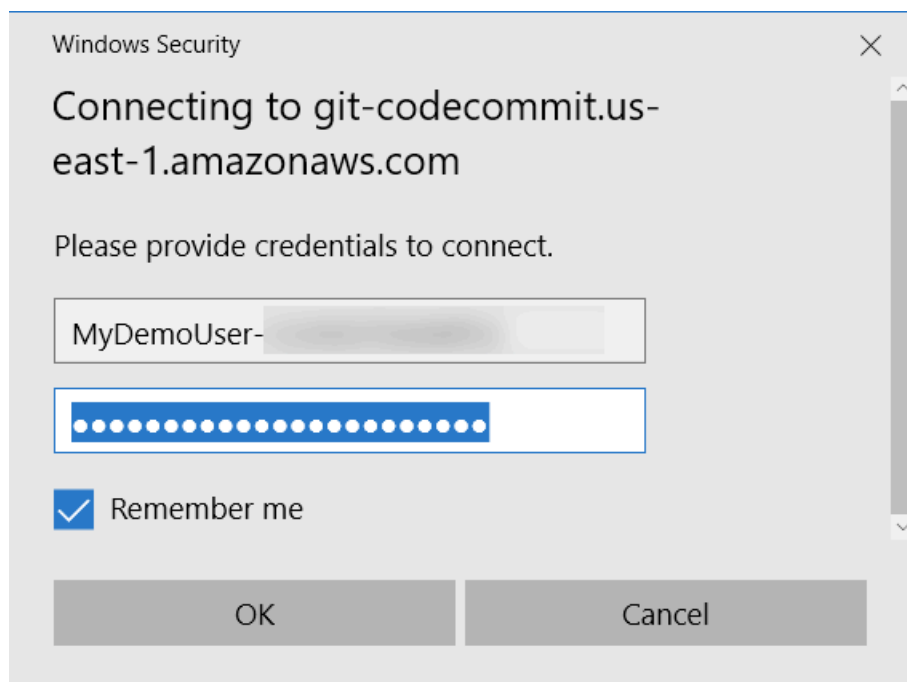 Windows Security
Connecting to git-codecommit.us-
east-1.amazonaws.com
Please provide credentials to connect.
MyDemoUser-
●●●●●●●●●●●●●●●●●●●●●●●
Remember me
OK Cancel